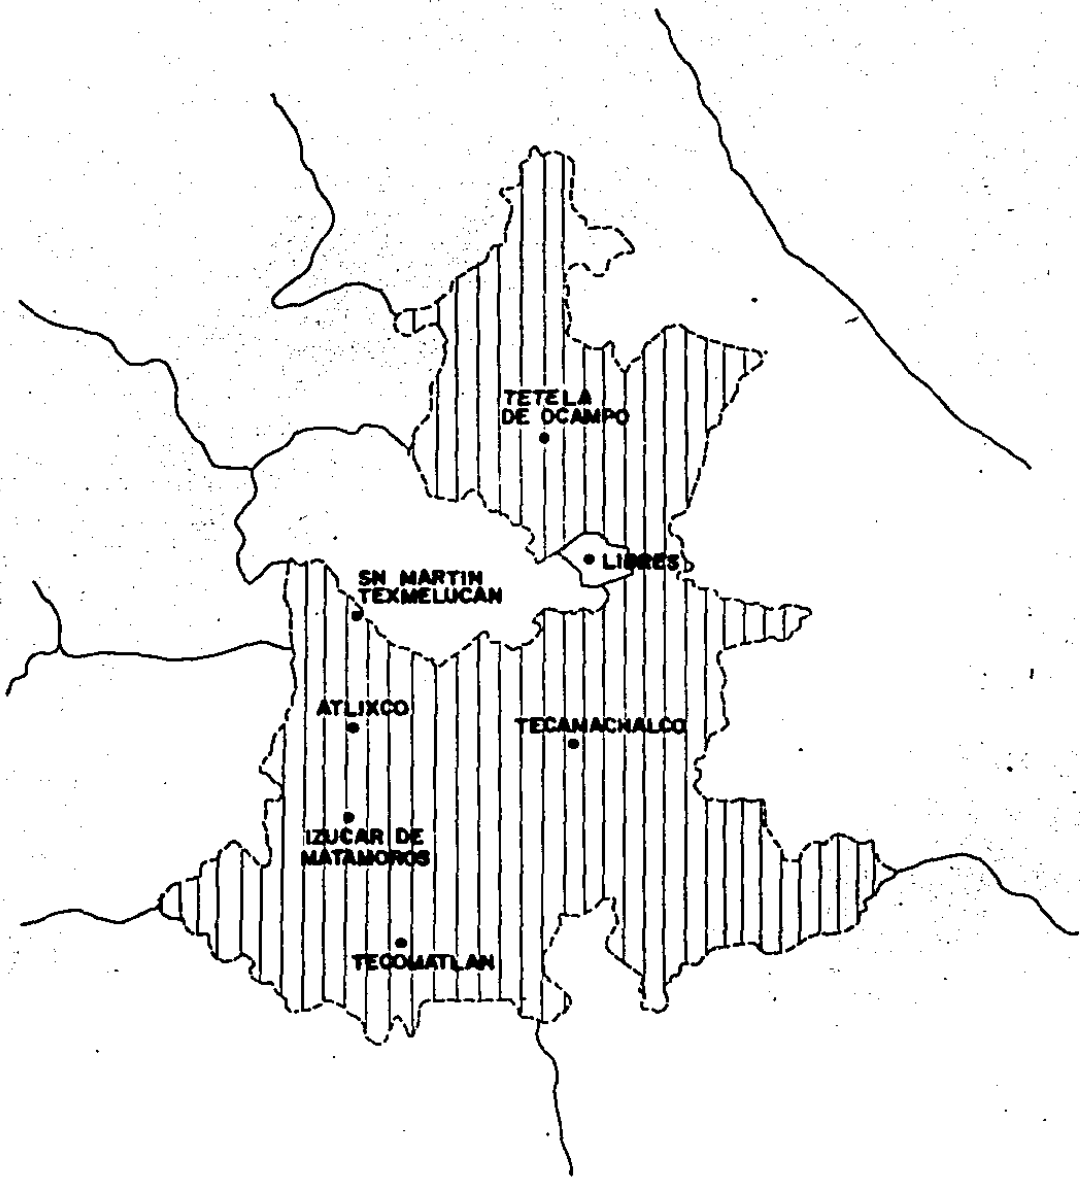 TETELA
DE OCAMPO
LIBRES
SN MARTIN
TEXMELUCAN
ATLIXCO
TECAMACHALCO
IZUCAR DE
MATAMOROS
TECOMATLAN